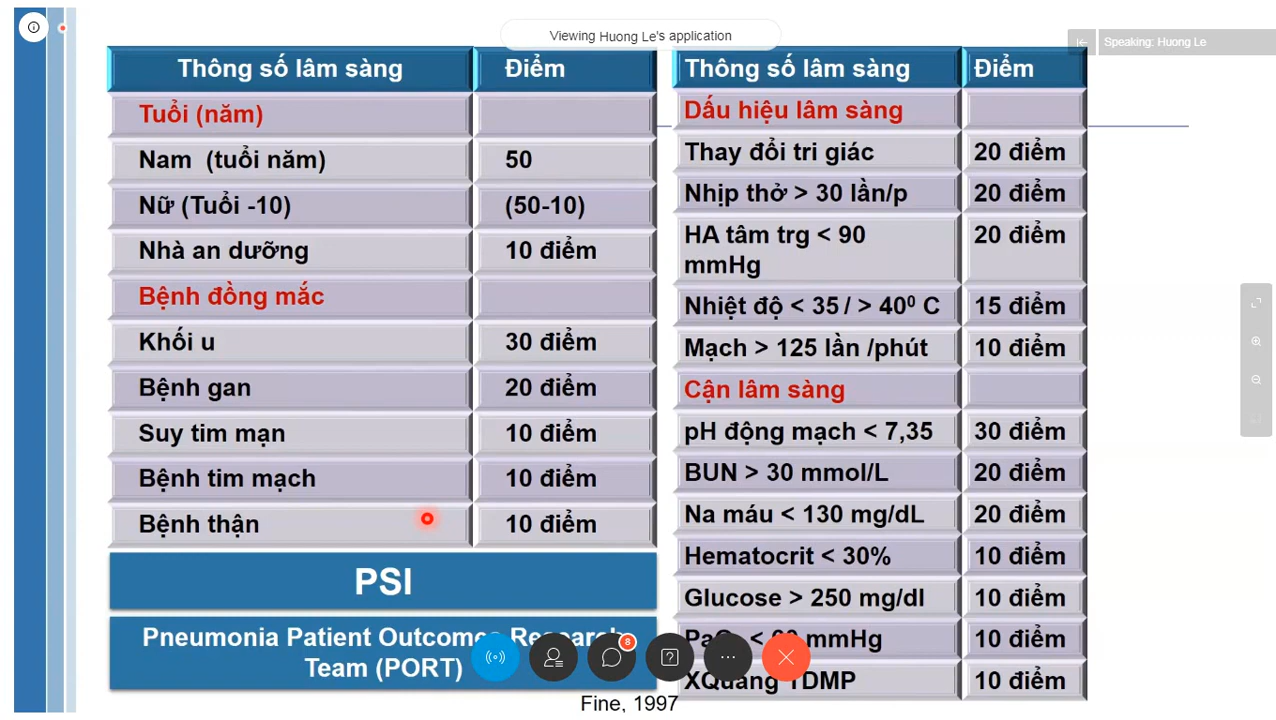 Viewing Huong Le's application
Speaking: Huong Le
Thông số lâm sàng Điểm
Tuổi (năm)
Nam (tuổi năm) 50
Nữ (Tuổi -10) (50-10)
Nhà an dưỡng 10 điểm
Bệnh đồng mắc
Khối u 30 điểm
Bệnh gan 20 điểm
Suy tim mạn 10 điểm
Bệnh tim mạch 10 điểm
Bệnh thận 10 điểm
PSI
Pneumonia Patient Outcomes Research
Team (PORT)
Thông số lâm sàng Điểm
Dấu hiệu lâm sàng
Thay đổi tri giác 20 điểm
Nhịp thở > 30 lần/p 20 điểm
HA tâm trg < 90 20 điểm
mmHg
Nhiệt độ < 35 / > 40⁰ C 15 điểm
Mạch > 125 lần /phút 10 điểm
Cận lâm sàng
pH động mạch < 7,35 30 điểm
BUN > 30 mmol/L 20 điểm
Na máu < 130 mg/dL 20 điểm
Hematocrit < 30% 10 điểm
Glucose > 250 mg/dl 10 điểm
< mmHg 10 điểm
XQuang TDMP 10 điểm
8
Fine, 1997